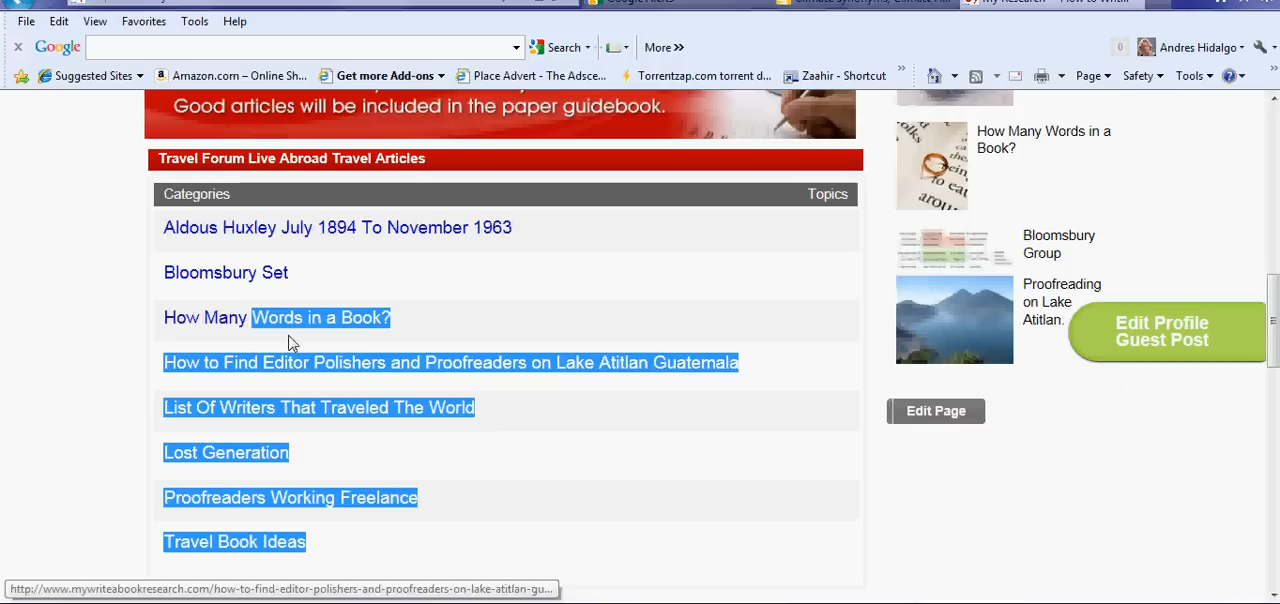 File Edit View Favorites Tools Help
x Google Search More >> 0 Andres Hidalgo
Suggested Sites Amazon.com – Online Sh... Get more Add-ons Place Advert - The Adsce... Torrentzap.com torrent d... Zaahir - Shortcut >> Page Safety Tools
Good articles will be included in the paper guidebook.
Travel Forum Live Abroad Travel Articles
Categories Topics
Aldous Huxley July 1894 To November 1963
Bloomsbury Set
How Many Words in a Book?
How to Find Editor Polishers and Proofreaders on Lake Atitlan Guatemala
List Of Writers That Traveled The World
Lost Generation
Proofreaders Working Freelance
Travel Book Ideas
How Many Words in a
Book?
Bloomsbury
Group
Proofreading
on Lake
Atitlan.
Edit Profile
Guest Post
Edit Page
http://www.mywriteabookresearch.com/how-to-find-editor-polishers-and-proofreaders-on-lake-atitlan-gu...